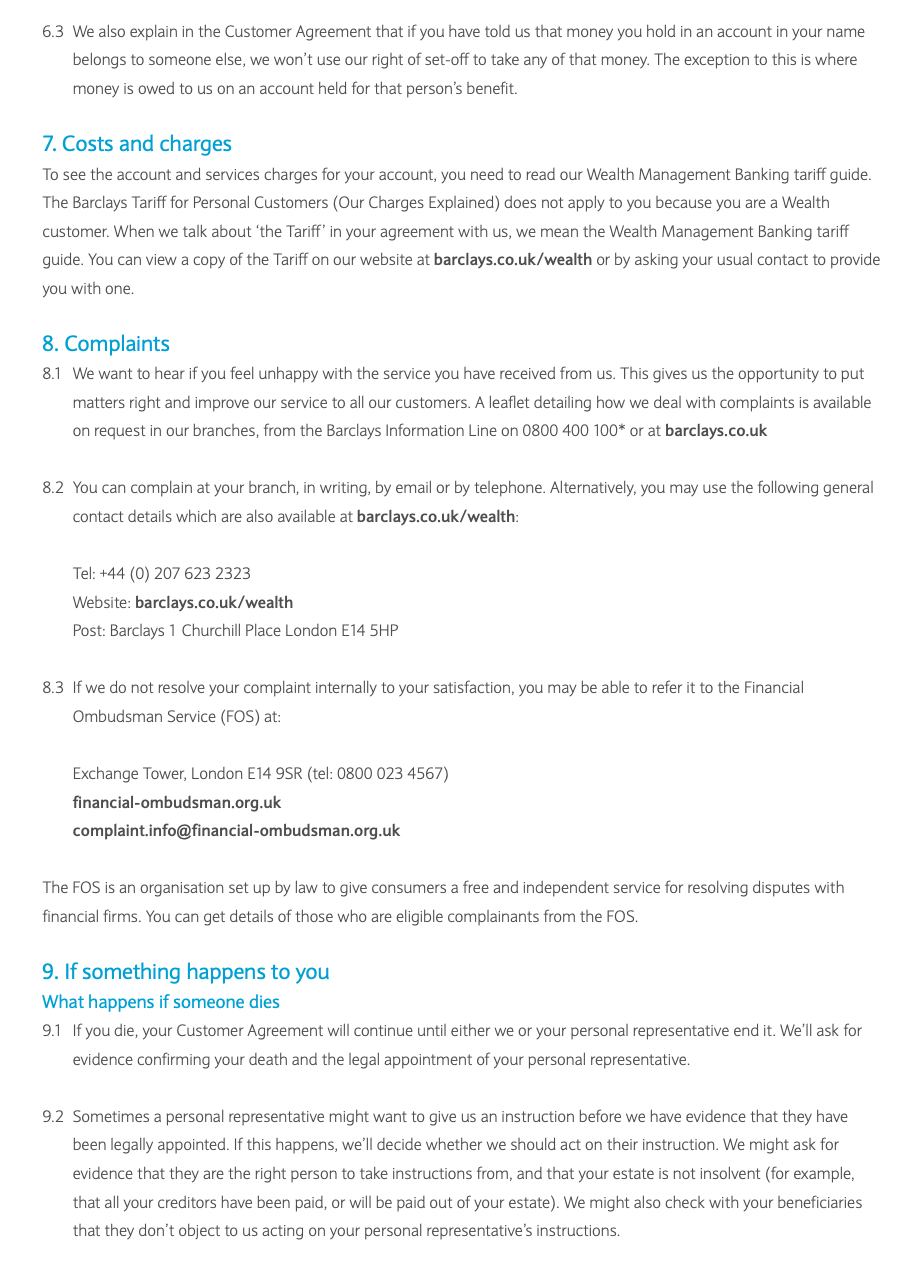 6.3 We also explain in the Customer Agreement that if you have told us that money you hold in an account in your name
belongs to someone else, we won’t use our right of set-off to take any of that money. The exception to this is where
money is owed to us on an account held for that person’s benefit.
7. Costs and charges
To see the account and services charges for your account, you need to read our Wealth Management Banking tariff guide.
The Barclays Tariff for Personal Customers (Our Charges Explained) does not apply to you because you are a Wealth
customer. When we talk about ‘the Tariff’ in your agreement with us, we mean the Wealth Management Banking tariff
guide. You can view a copy of the Tariff on our website at barclays.co.uk/wealth or by asking your usual contact to provide
you with one.
8. Complaints
8.1 We want to hear if you feel unhappy with the service you have received from us. This gives us the opportunity to put
matters right and improve our service to all our customers. A leaflet detailing how we deal with complaints is available
on request in our branches, from the Barclays Information Line on 0800 400 100* or at barclays.co.uk
8.2 You can complain at your branch, in writing, by email or by telephone. Alternatively, you may use the following general
contact details which are also available at barclays.co.uk/wealth:
Tel: +44 (0) 207 623 2323
Website: barclays.co.uk/wealth
Post: Barclays 1 Churchill Place London E14 5HP
8.3 If we do not resolve your complaint internally to your satisfaction, you may be able to refer it to the Financial
Ombudsman Service (FOS) at:
Exchange Tower, London E14 9SR (tel: 0800 023 4567)
financial-ombudsman.org.uk
complaint.info@financial-ombudsman.org.uk
The FOS is an organisation set up by law to give consumers a free and independent service for resolving disputes with
financial firms. You can get details of those who are eligible complainants from the FOS.
9. If something happens to you
What happens if someone dies
9.1 If you die, your Customer Agreement will continue until either we or your personal representative end it. We’ll ask for
evidence confirming your death and the legal appointment of your personal representative.
9.2 Sometimes a personal representative might want to give us an instruction before we have evidence that they have
been legally appointed. If this happens, we’ll decide whether we should act on their instruction. We might ask for
evidence that they are the right person to take instructions from, and that your estate is not insolvent (for example,
that all your creditors have been paid, or will be paid out of your estate). We might also check with your beneficiaries
that they don’t object to us acting on your personal representative’s instructions.